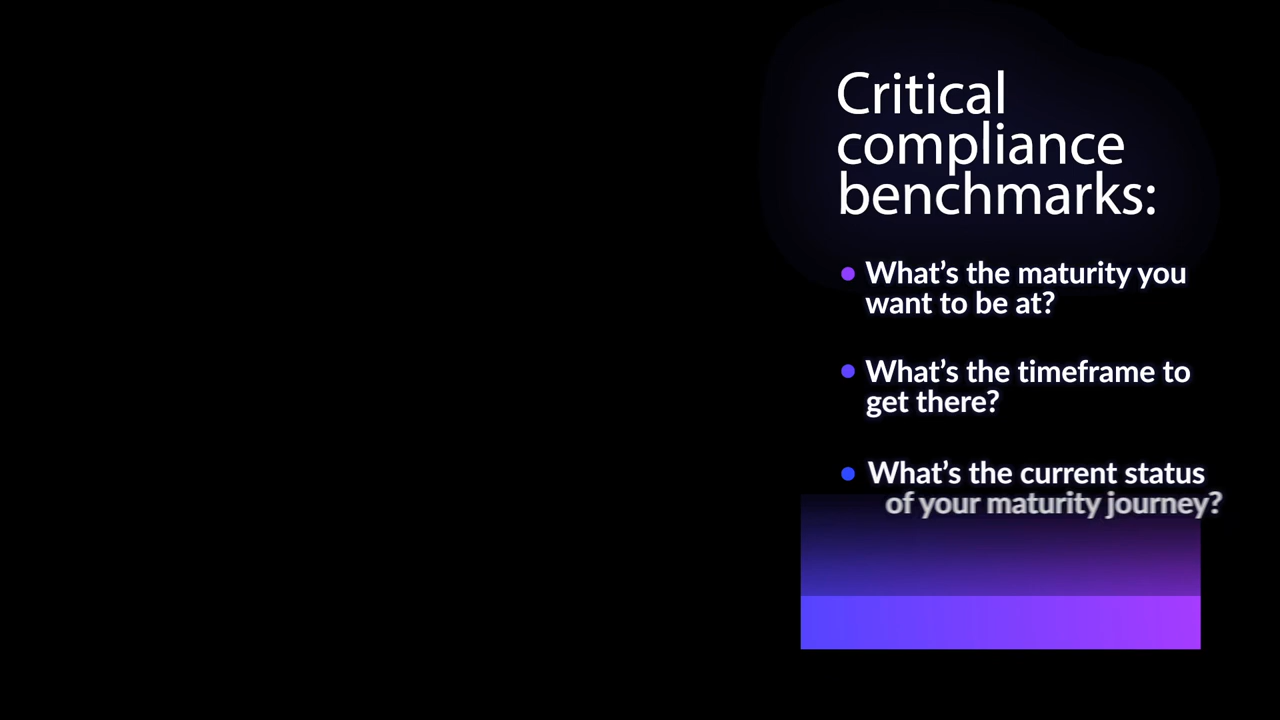 Critical
compliance
benchmarks:
What’s the maturity you
want to be at?
What’s the timeframe to
get there?
What’s the current status
of your maturity journey?